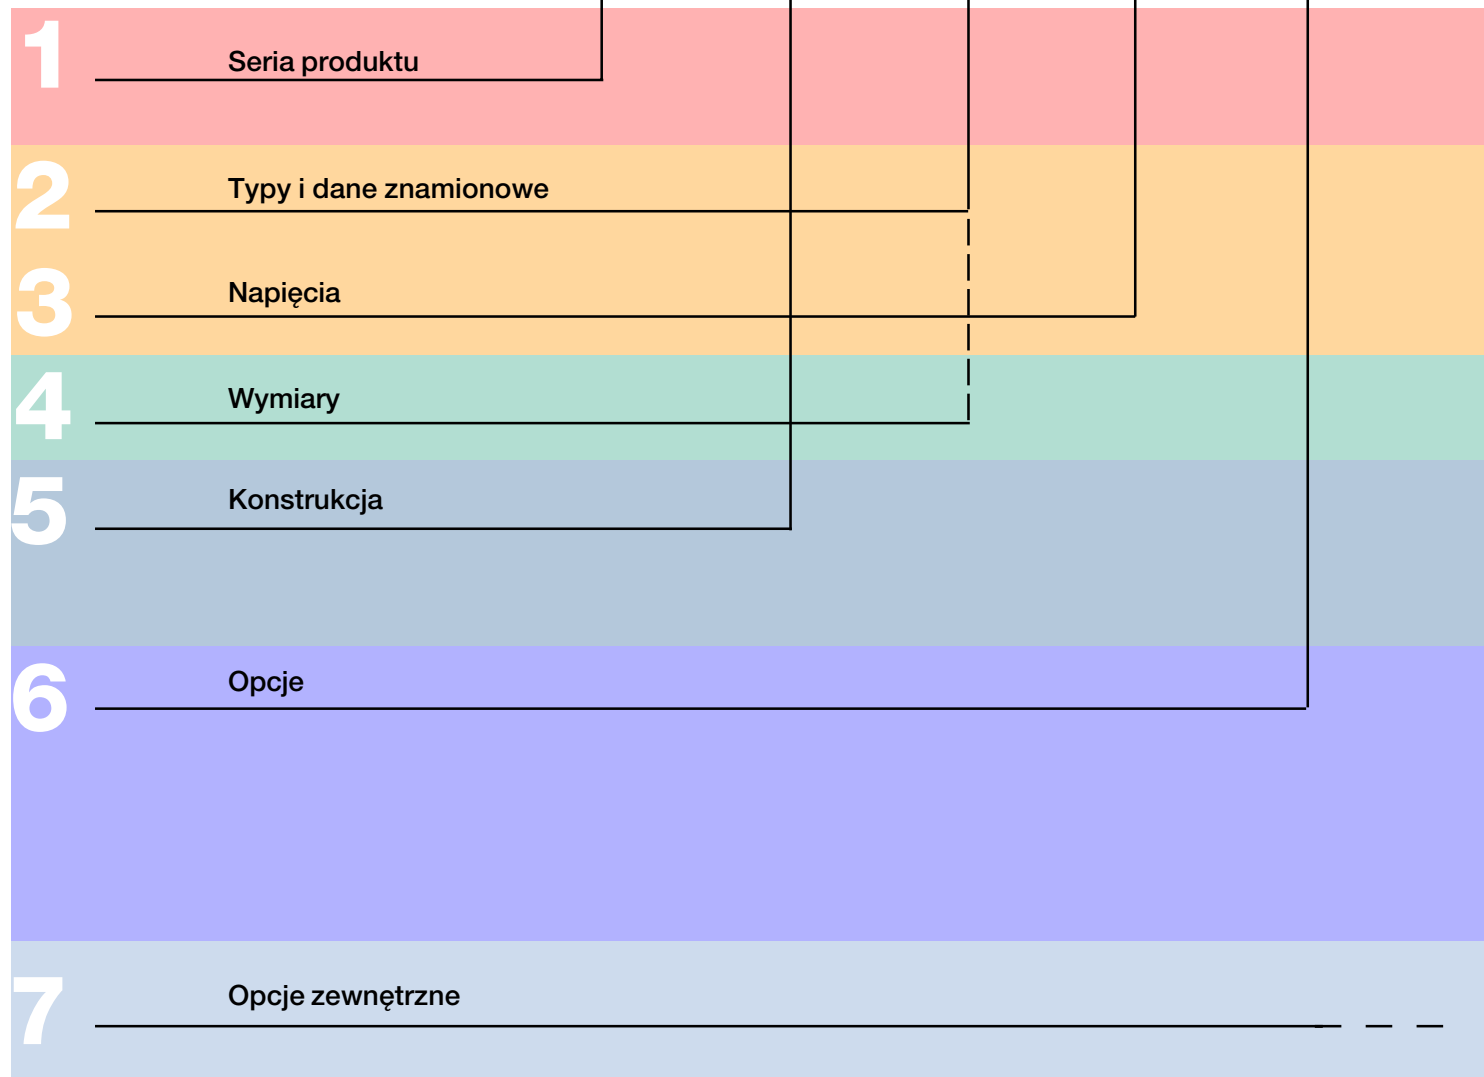 1
Seria produktu
2
Typy i dane znamionowe
3
Napięcia
4
Wymiary
5
Konstrukcja
6
Opcje
7
Opcje zewnętrzne